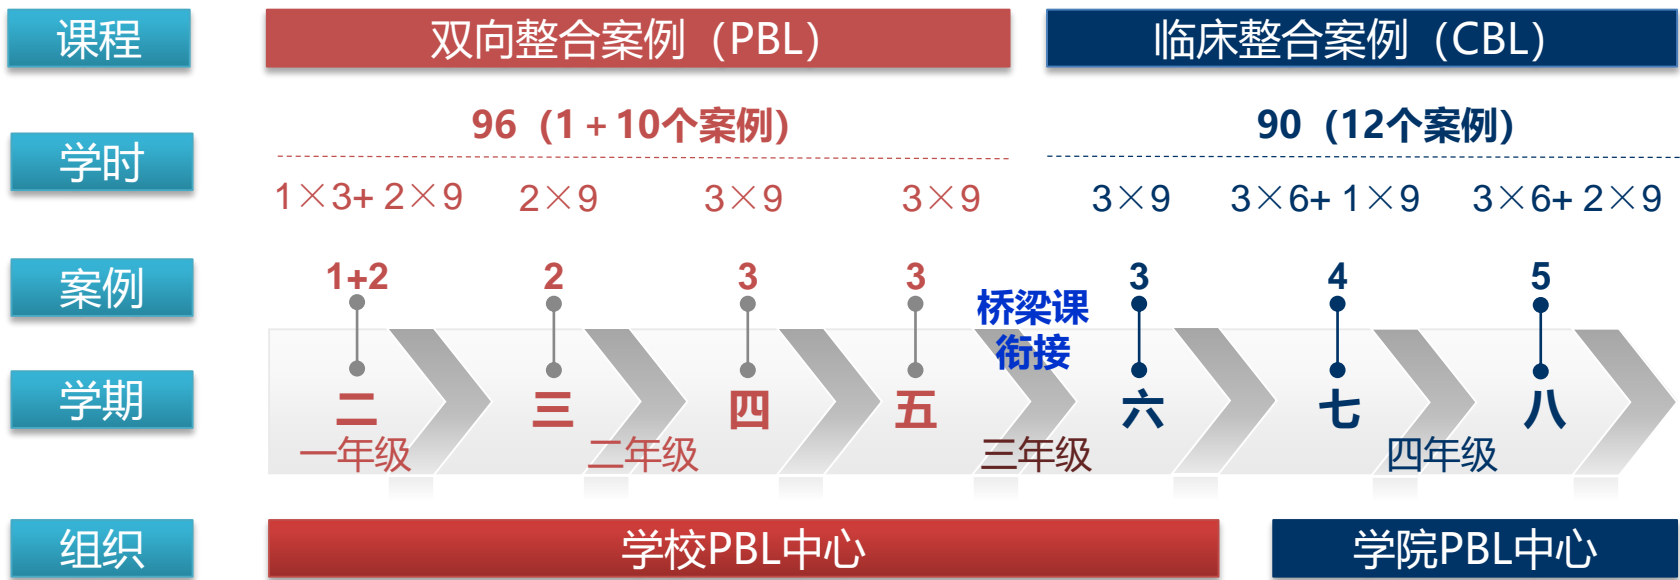 课程
双向整合案例（PBL）
临床整合案例（CBL）
学时
96（1＋10个案例）
90（12个案例）
1×3+ 2×9
2×9
3×9
3×9
3×9
3×6+ 1×9
3×6+ 2×9
案例
1+2
2
3
3
桥梁课
衔接
3
4
5
学期
二
三
四
五
六
七
八
一年级
二年级
三年级
四年级
组织
学校PBL中心
学院PBL中心